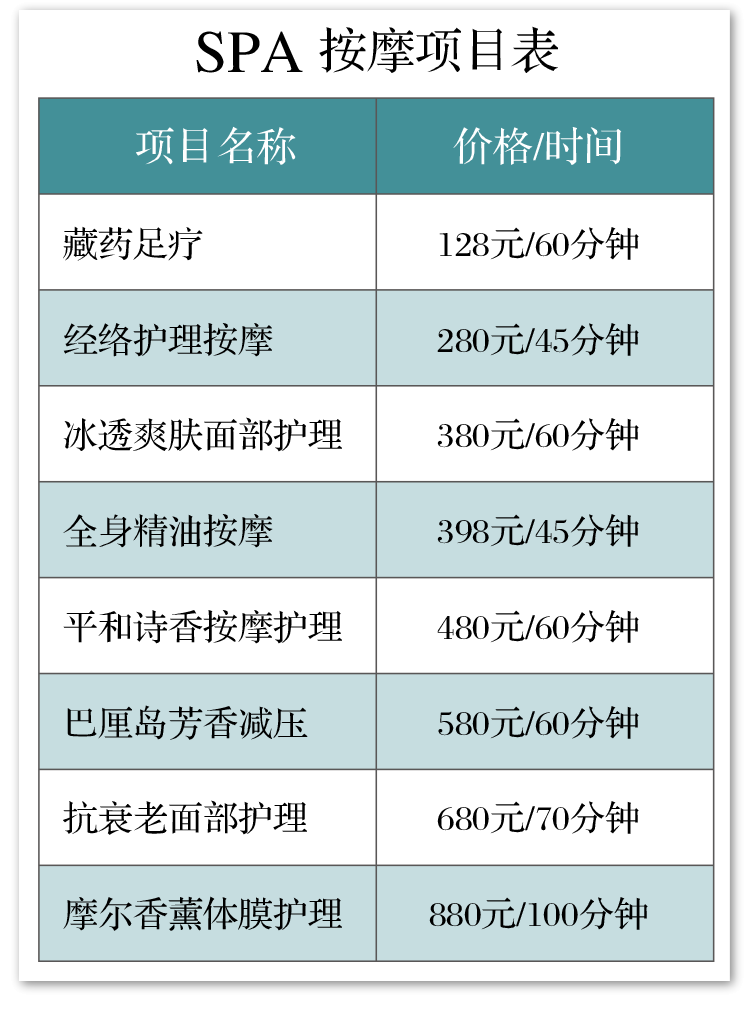 SPA 按摩项目表
项目名称 价格/时间
藏药足疗 128元/60分钟
经络护理按摩 280元/45分钟
冰透爽肤面部护理 380元/60分钟
全身精油按摩 398元/45分钟
平和诗香按摩护理 480元/60分钟
巴厘岛芳香减压 580元/60分钟
抗衰老面部护理 680元/70分钟
摩尔香薰体膜护理 880元/100分钟